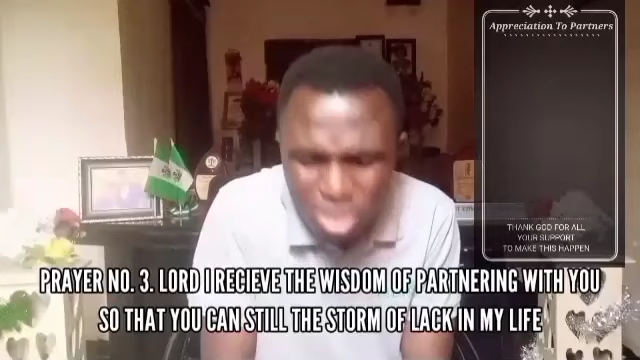 Appreciation To Partners
THANK GOD FOR ALL
YOUR SUPPORT
TO MAKE THIS HAPPEN
PRAYER NO. 3. LORD I RECIEVE THE WISDOM OF PARTNERING WITH YOU
SO THAT YOU CAN STILL THE STORM OF LACK IN MY LIFE